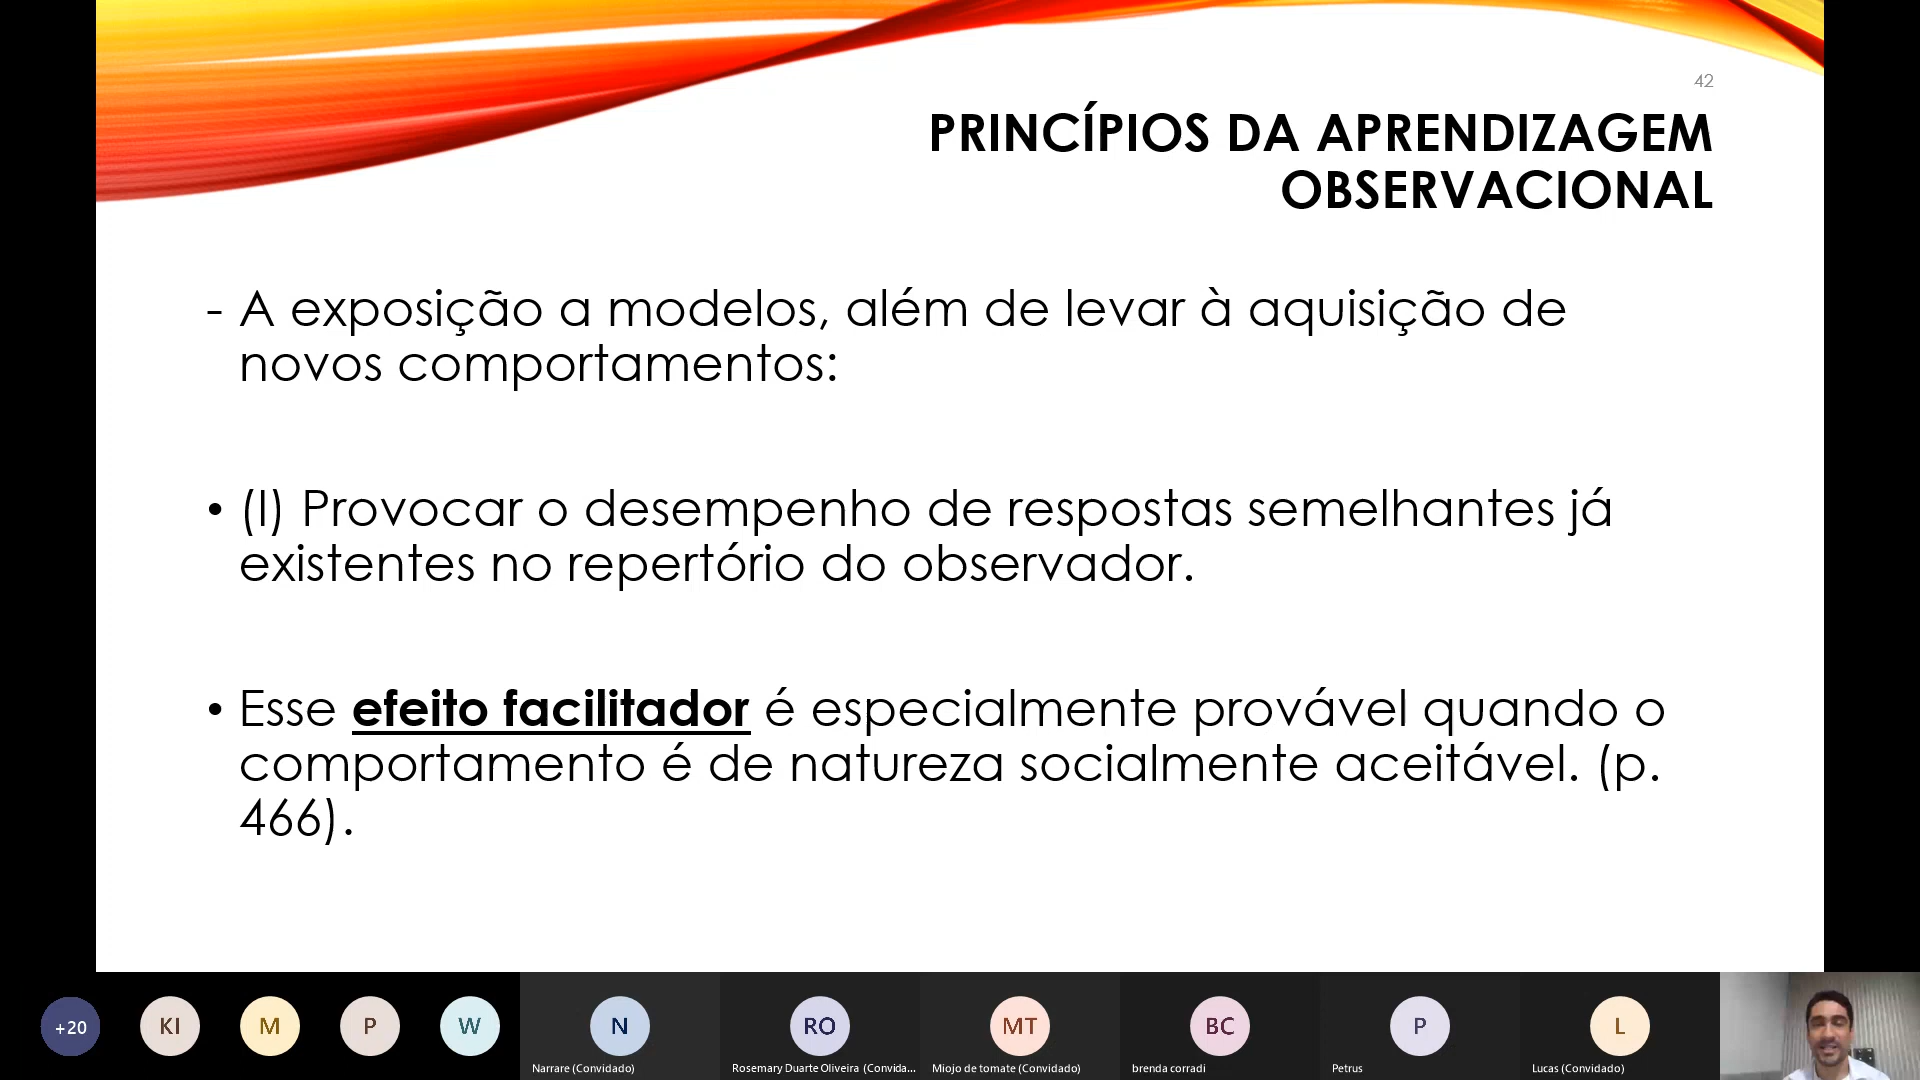 42
PRINCÍPIOS DA APRENDIZAGEM
OBSERVACIONAL
- A exposição a modelos, além de levar à aquisição de
novos comportamentos:
• (I) Provocar o desempenho de respostas semelhantes já
existentes no repertório do observador.
• Esse efeito facilitador é especialmente provável quando o
comportamento é de natureza socialmente aceitável. (p.
466).
+20
KI
M
P
W
N
RO
MT
BC
P
L
Narrare (Convidado)
Rosemary Duarte Oliveira (Convida...
Miojo de tomate (Convidado)
brenda corradi
Petrus
Lucas (Convidado)